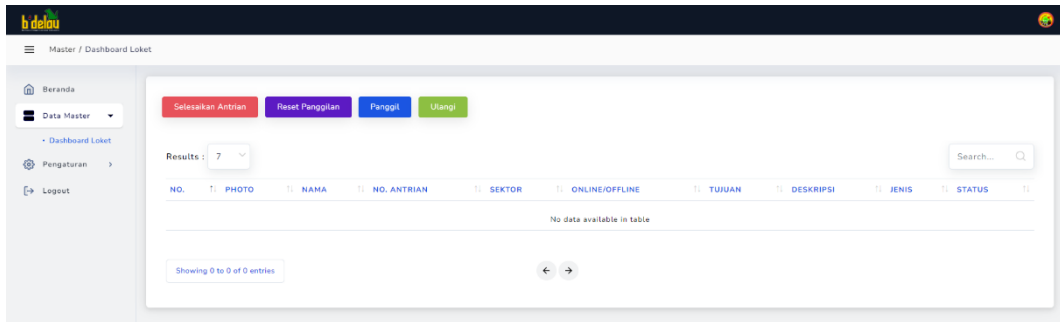 b'delau
Master / Dashboard Loket
Beranda
Data Master
Dashboard Loket
Pengaturan
Logout
Selesaikan Antrian Reset Panggilan Panggil Ulangi
Results : 7 Search...
NO. PHOTO NAMA NO. ANTRIAN SEKTOR ONLINE/OFFLINE TUJUAN DESKRIPSI JENIS STATUS
No data available in table
Showing 0 to 0 of 0 entries